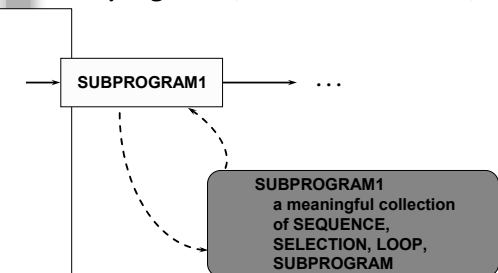 SUBPROGRAM1
...
SUBPROGRAM1
a meaningful collection
of SEQUENCE,
SELECTION, LOOP,
SUBPROGRAM